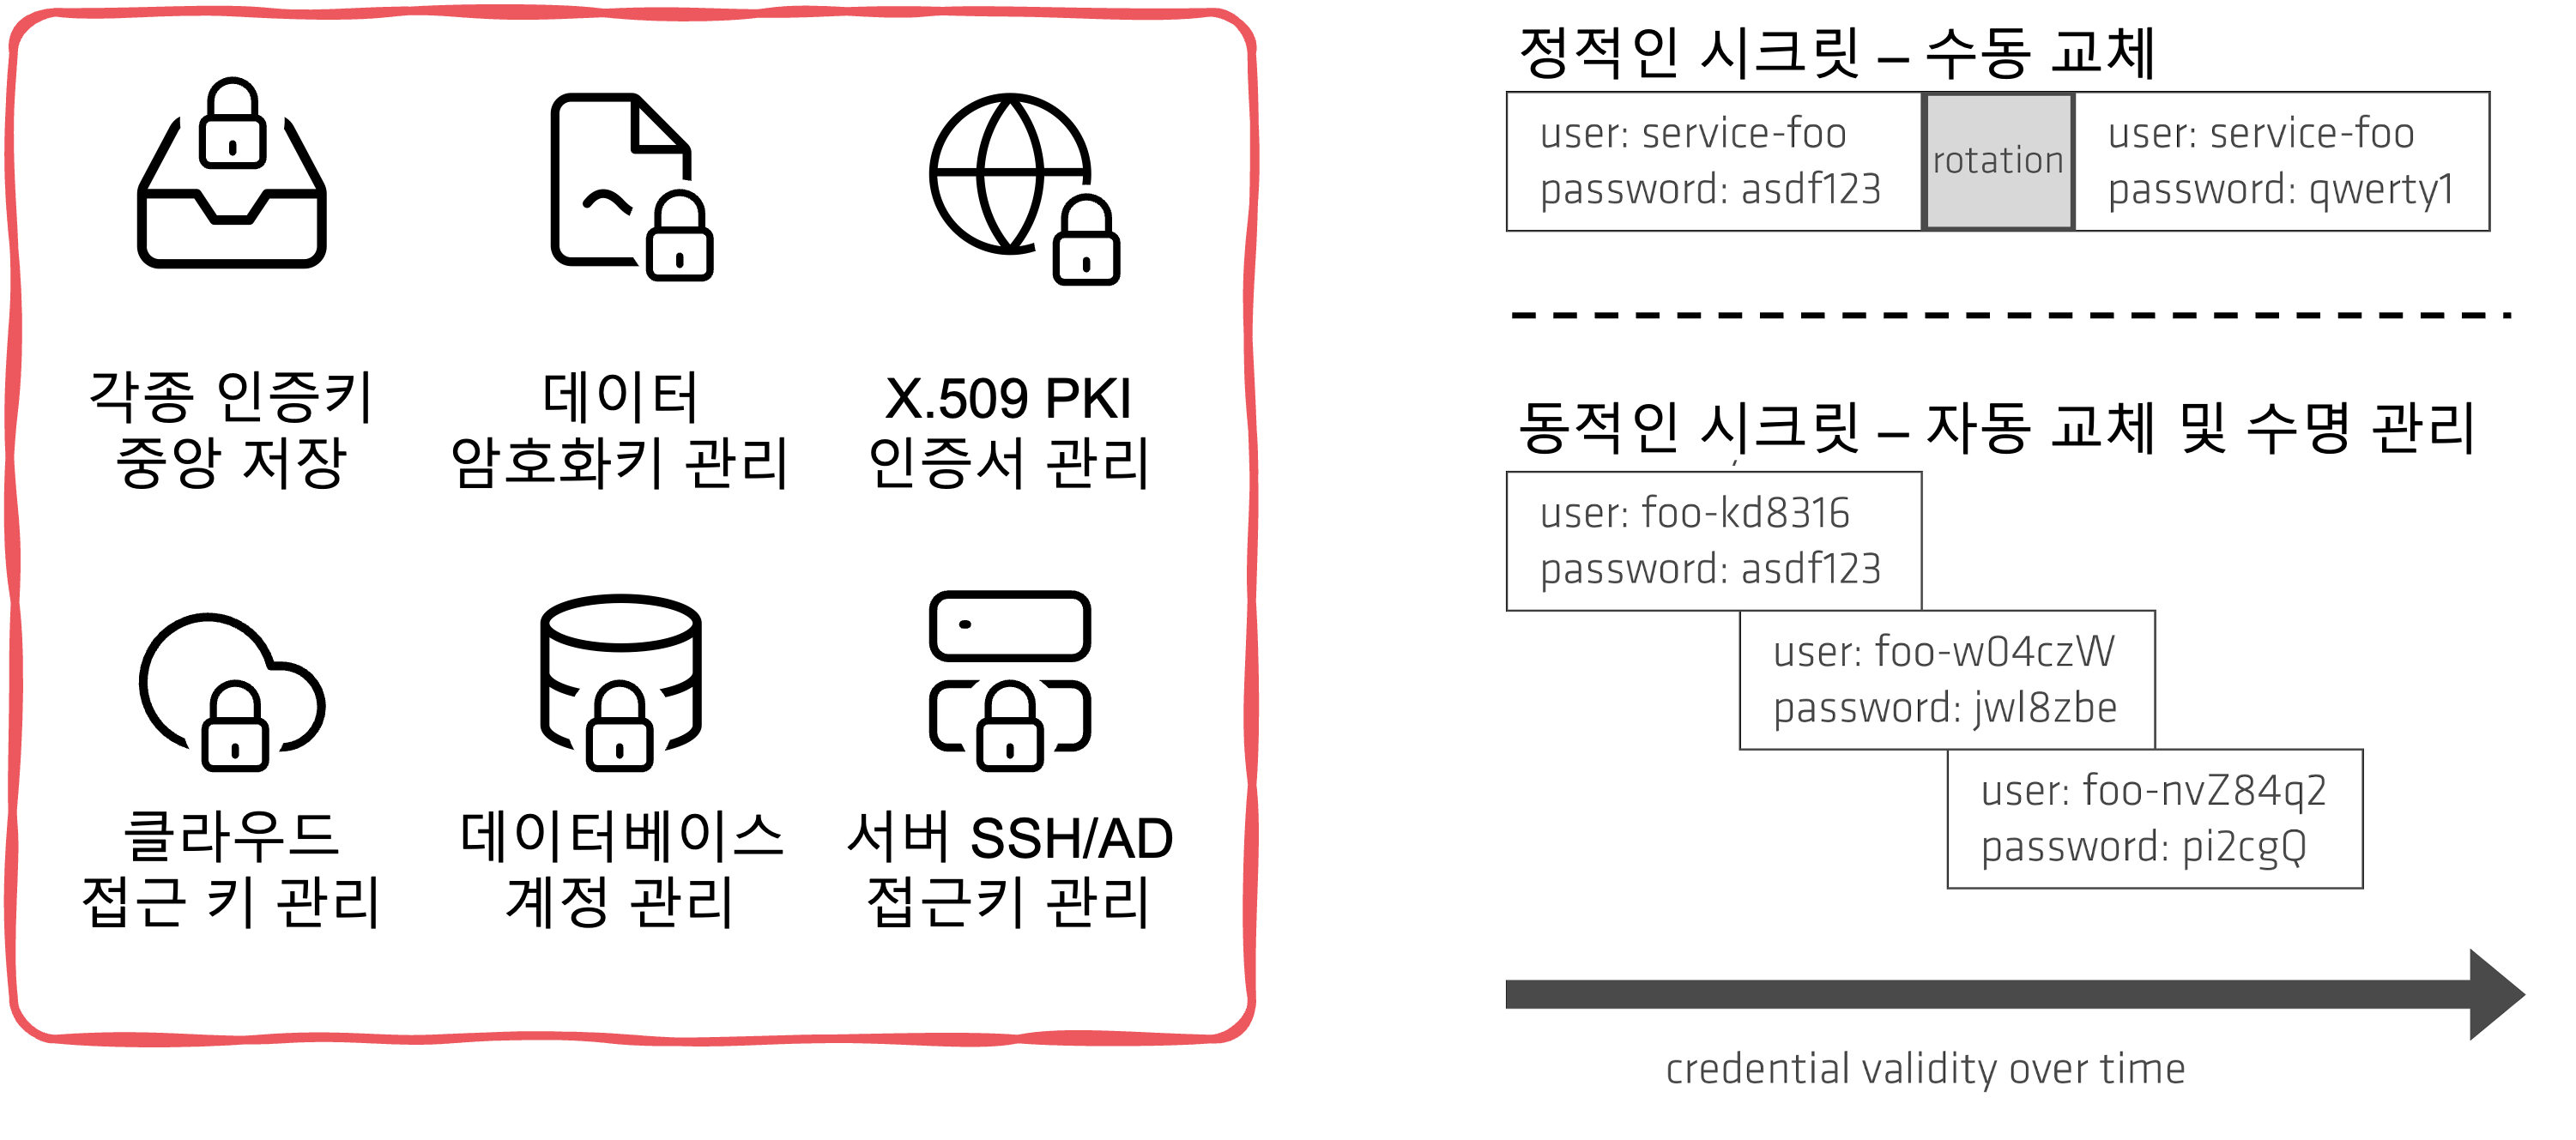 각종 인증키
중앙 저장
데이터
암호화키 관리
X.509 PKI
인증서 관리
클라우드
접근 키 관리
데이터베이스
계정 관리
서버 SSH/AD
접근키 관리
정적인 시크릿 – 수동 교체
user: service-foo
password: asdf123
rotation
user: service-foo
password: qwerty1
동적인 시크릿 – 자동 교체 및 수명 관리
user: foo-kd8316
password: asdf123
user: foo-w04czW
password: jwl8zbe
user: foo-nvZ84q2
password: pi2cgQ
credential validity over time